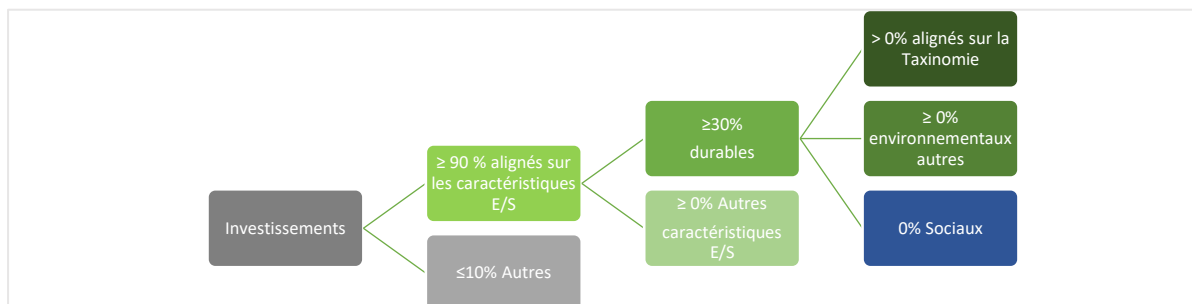 Investissements
≥ 90 % alignés sur
les caractéristiques
E/S
≤10% Autres
≥30%
durables
≥ 0% Autres
caractéristiques
E/S
> 0% alignés sur la
Taxinomie
≥ 0%
environnementaux
autres
0% Sociaux